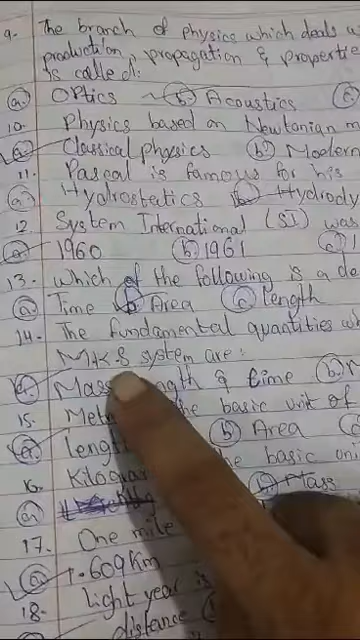 9. The branch of physics which deals w
production, propagation & propertie
is called:
(a) Optics (b) Acoustics (c)
10. Physics based on Newtonian m
(a) Classical physics (b) Modern
11. Pascal is famous for his
(a) Hydrostatics (b) Hydrody
12. System International (SI) was
(a) 1960 (b) 1961 (c)
13. Which of the following is a de
(a) Time (b) Area (c) length
14. The fundamental quantities
M.K.S system are:
(a) Mass length & time (b)
15. the basic unit of
(a) length (b) Area (c)
16. Kilogram the basic uni
(a) (c) Mass
17. One mile
(a) 1.609Km
18. light year is
distance